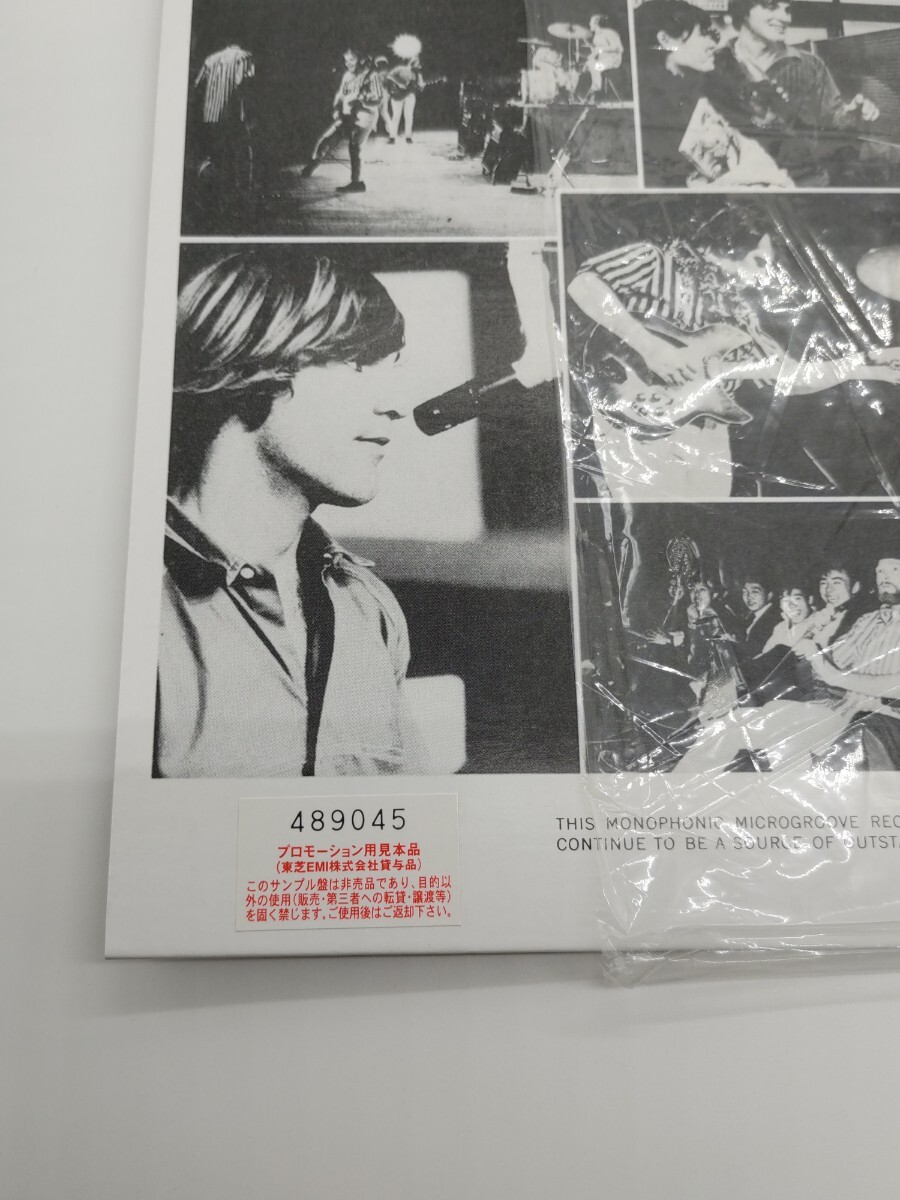 489045
プロモーション用見本品
(東芝EMI株式会社貸与品)
このサンプル盤は非売品であり、目的以
外の使用(販売・第三者への転貸・譲渡等)
を固く禁じます。ご使用後はご返却下さい。
THIS MONOPHONIC MICROGROOVE REC
CONTINUE TO BE A SOURCE OF OUTSTA